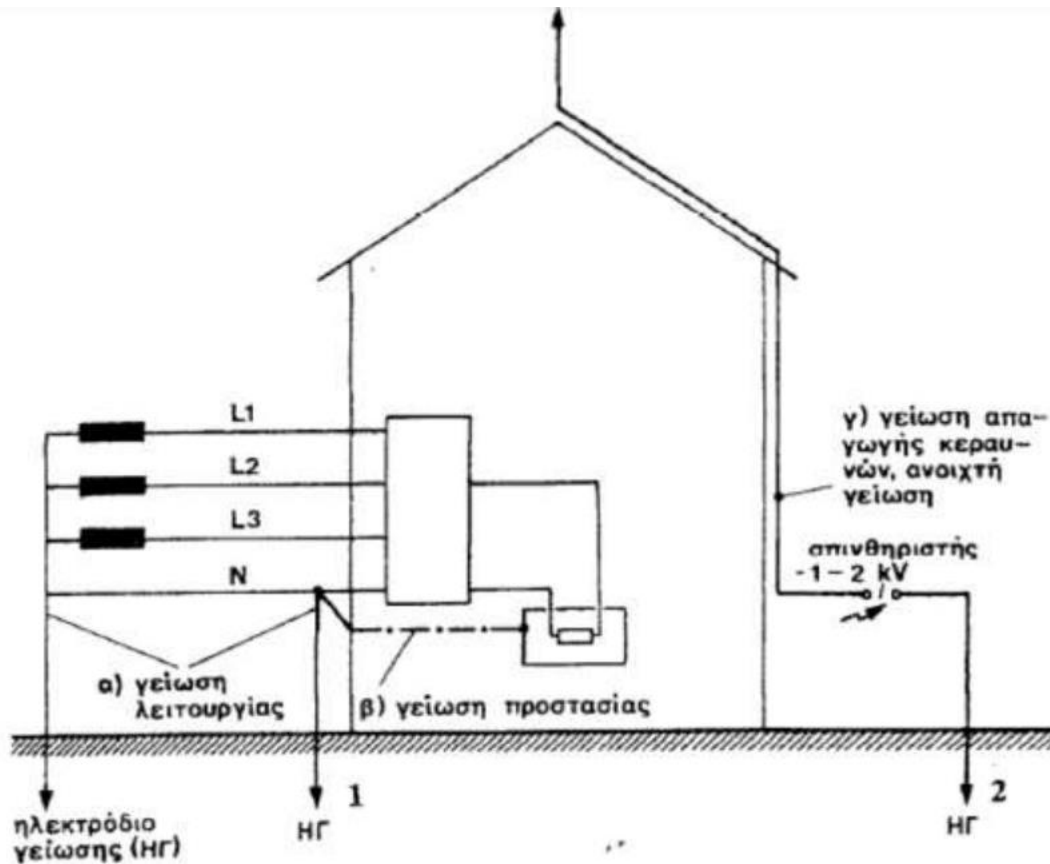 L1
L2
L3
N
α) γείωση
λειτουργίας
β) γείωση προστασίας
γ) γείωση απα-
γωγής κεραυ-
νών, ανοιχτή
γείωση
σπινθηριστής
-1-2 kV
1
2
ηλεκτρόδιο
γείωσης (ΗΓ)
ΗΓ
ΗΓ